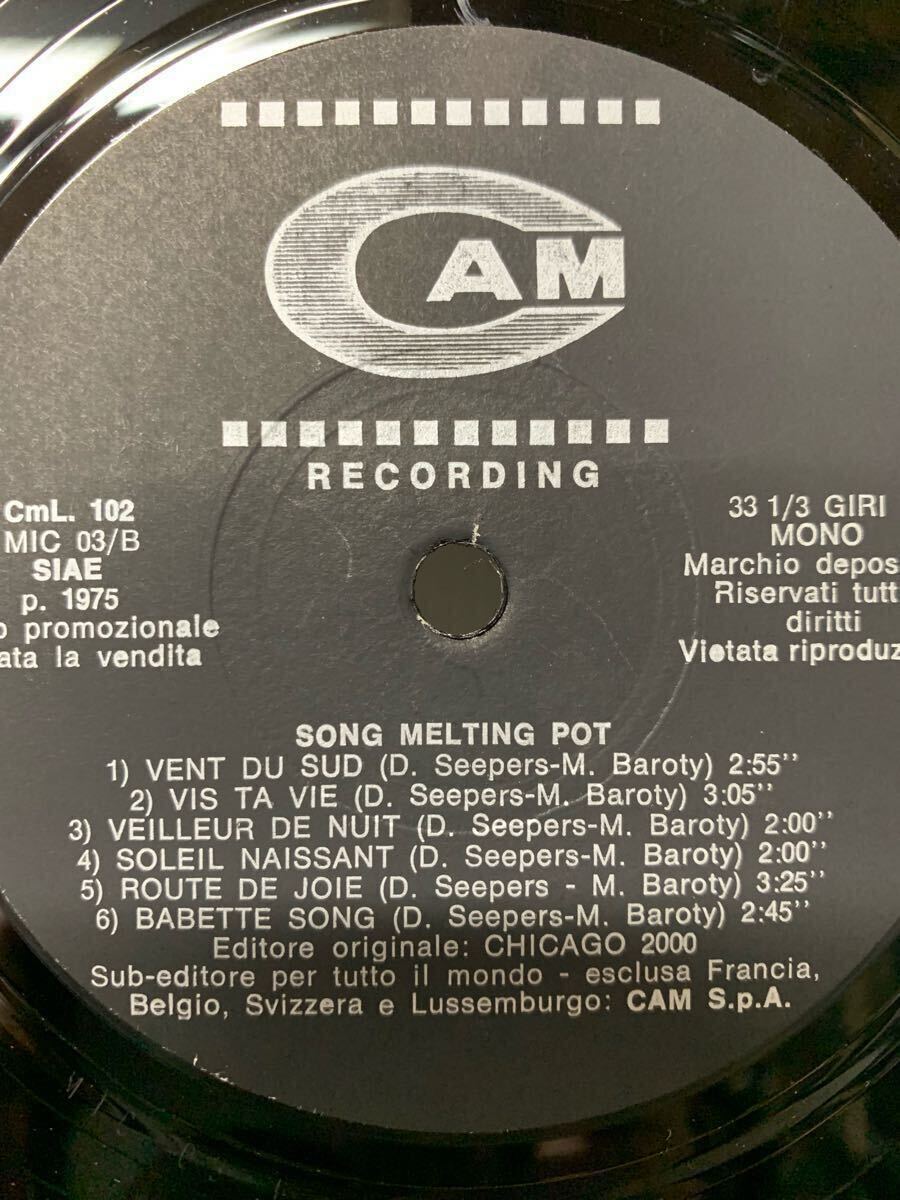 CAM
RECORDING
CmL. 102
MIC 03/B
SIAE
p. 1975
promozionale
la vendita
33 1/3 GIRI
MONO
Marchio
Riservati
diritti
Vietata
SONG MELTING POT
1) VENT DU SUD (D. Seepers-M. Baroty) 2:55''
2) VIS TA VIE (D. Seepers-M. Baroty) 3:05''
3) VEILLEUR DE NUIT (D. Seepers-M. Baroty) 2:00''
4) SOLEIL NAISSANT (D. Seepers-M. Baroty) 2:00''
5) ROUTE DE JOIE (D. Seepers - M. Baroty) 3:25''
6) BABETTE SONG (D. Seepers-M. Baroty) 2:45''
Editore originale: CHICAGO 2000
Sub-editore per tutto il mondo - esclusa Francia,
Belgio, Svizzera e Lussemburgo: CAM S.p.A.